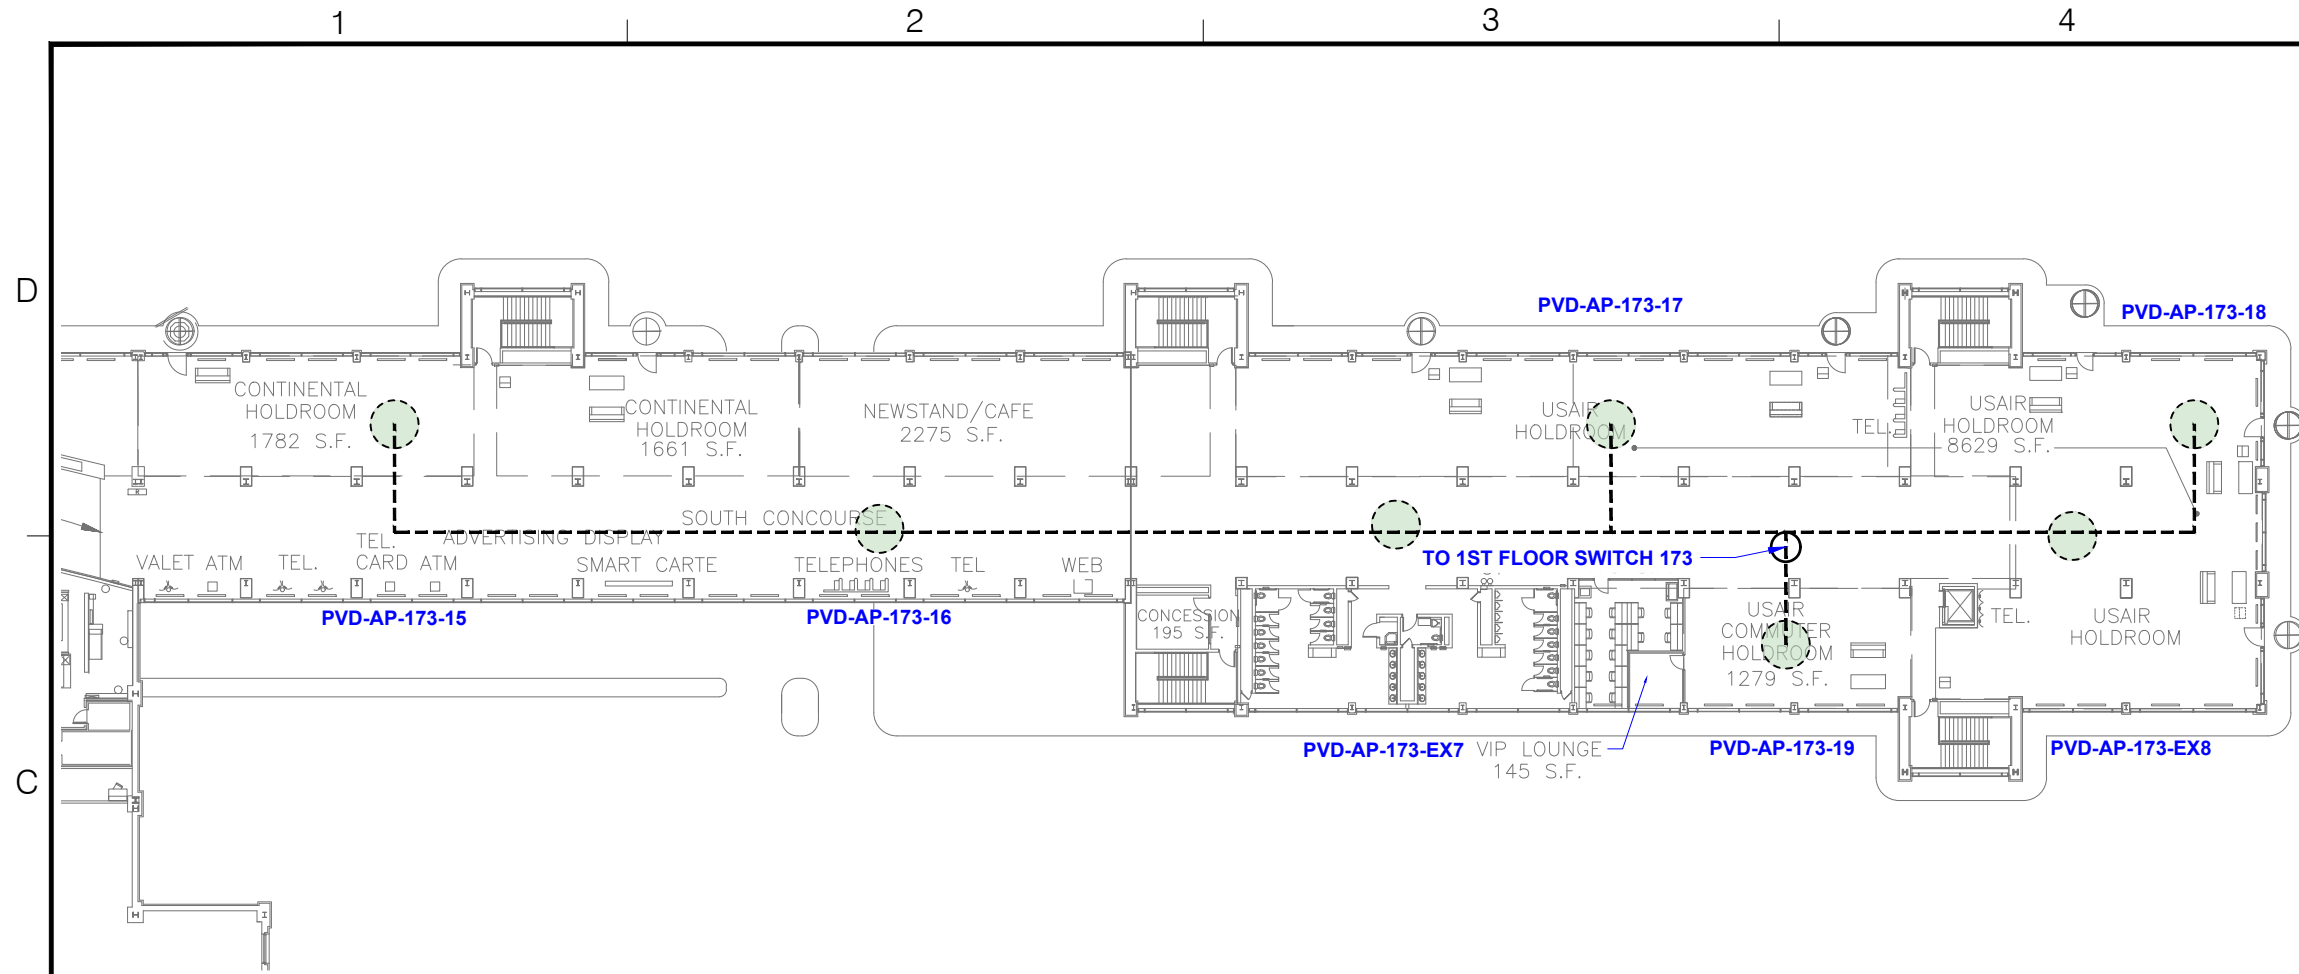 1
2
3
4
D
PVD-AP-173-17
PVD-AP-173-18
CONTINENTAL
HOLDROOM
1782 S.F.
CONTINENTAL
HOLDROOM
1661 S.F.
NEWSTAND/CAFE
2275 S.F.
USAIR
HOLDROOM
TEL.
USAIR
HOLDROOM
8629 S.F.
SOUTH CONCOURSE
ADVERTISING DISPLAY
VALET ATM
TEL.
TEL.
CARD ATM
SMART CARTE
TELEPHONES
TEL
WEB
TO 1ST FLOOR SWITCH 173
PVD-AP-173-15
PVD-AP-173-16
CONCESSION
195 S.F.
USAIR
COMMUTER
HOLDROOM
1279 S.F.
TEL.
USAIR
HOLDROOM
PVD-AP-173-EX7
VIP LOUNGE
145 S.F.
PVD-AP-173-19
PVD-AP-173-EX8
C